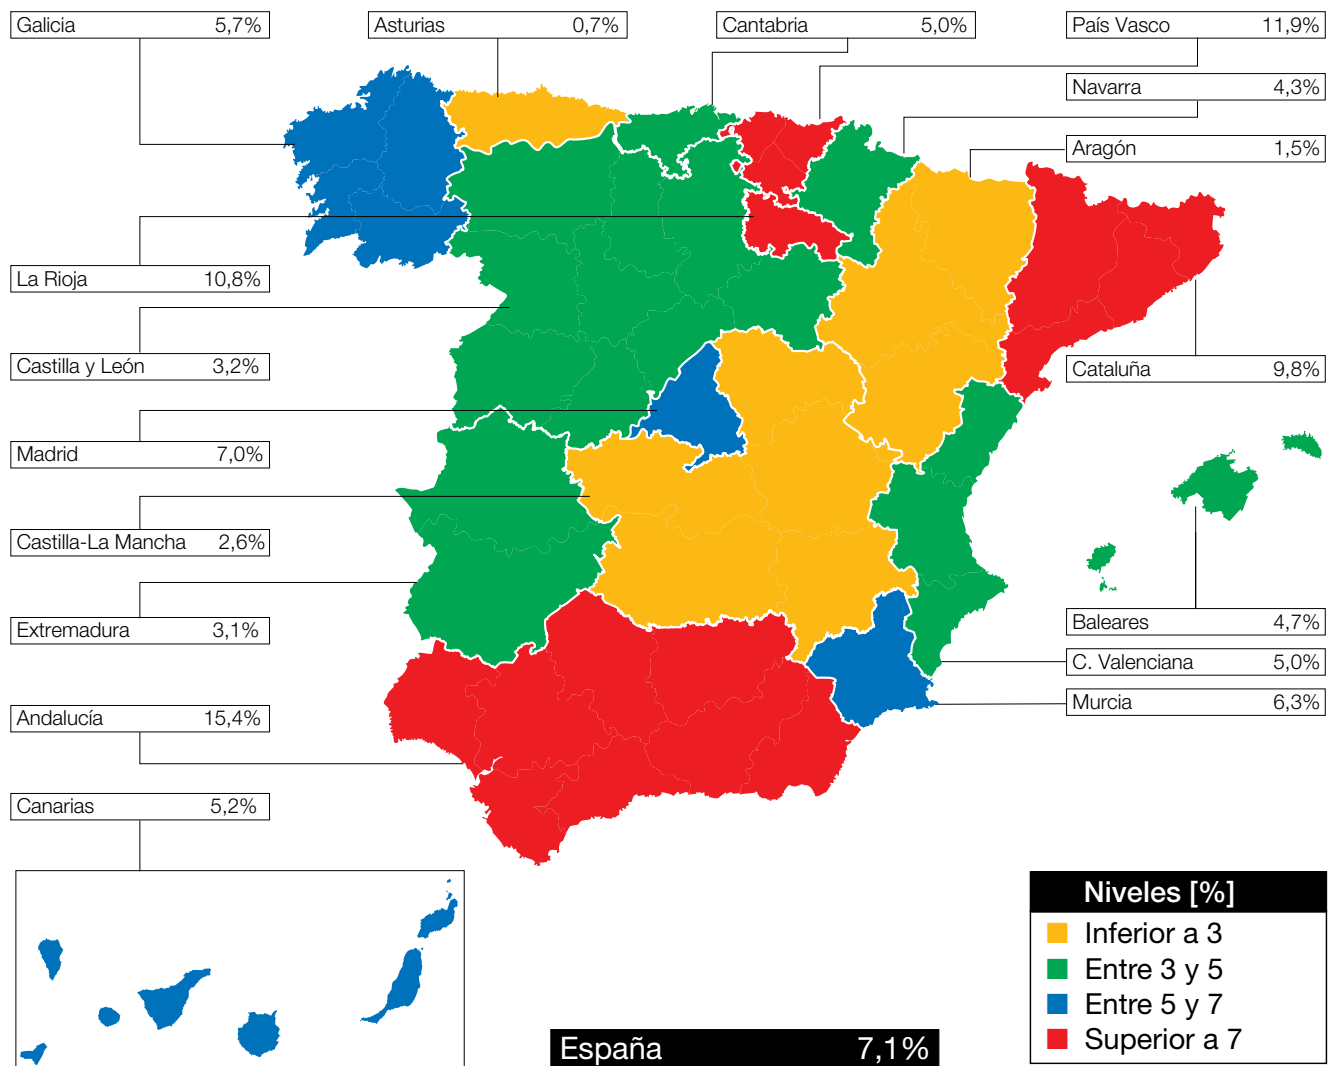 Galicia 5,7%
Asturias 0,7%
Cantabria 5,0%
País Vasco 11,9%
Navarra 4,3%
Aragón 1,5%
La Rioja 10,8%
Castilla y León 3,2%
Cataluña 9,8%
Madrid 7,0%
Castilla-La Mancha 2,6%
Extremadura 3,1%
Baleares 4,7%
C. Valenciana 5,0%
Murcia 6,3%
Andalucía 15,4%
Canarias 5,2%
Niveles [%]
Inferior a 3
Entre 3 y 5
Entre 5 y 7
Superior a 7
España 7,1%